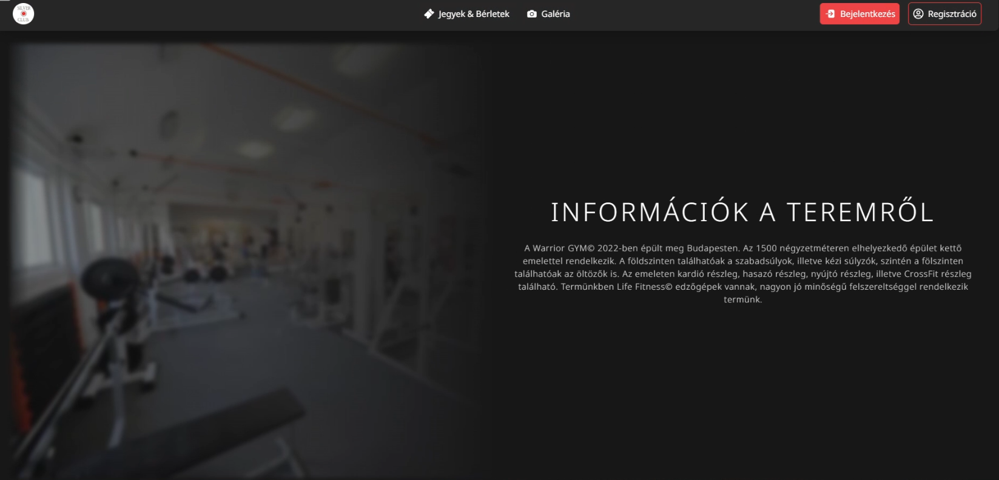 SILVER
CLUB
Jegyek & Bérletek
Galéria
Bejelentkezés
Regisztráció
INFORMÁCIÓK A TEREMRŐL
A Warrior GYM© 2022-ben épült meg Budapesten. Az 1500 négyzetméteren elhelyezkedő épület kettő
emelettel rendelkezik. A földszinten találhatóak a szabadsúlyok, illetve kézi súlyzók, szintén a fölszinten
találhatóak az öltözők is. Az emeleten kardió részleg, hasazó részleg, nyújtó részleg, illetve CrossFit részleg
található. Termünkben Life Fitness© edzőgépek vannak, nagyon jó minőségű felszereltséggel rendelkezik
termünk.